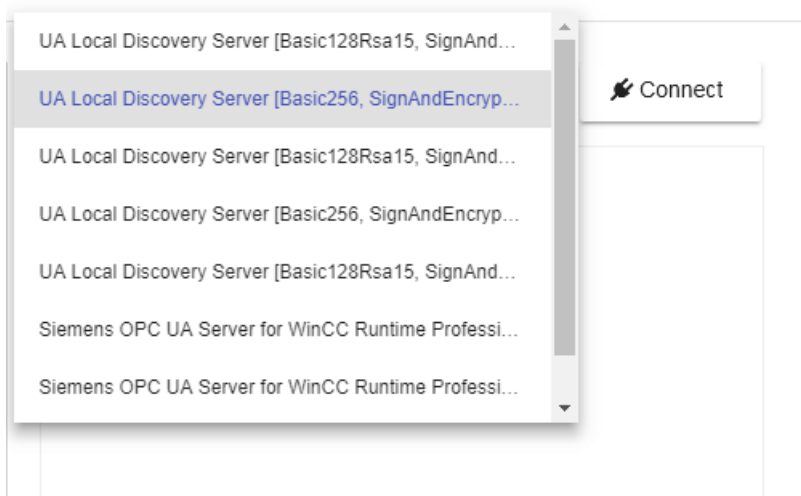 UA Local Discovery Server [Basic128Rsa15, SignAnd...
UA Local Discovery Server [Basic256, SignAndEncryp...
Connect
UA Local Discovery Server [Basic128Rsa15, SignAnd...
UA Local Discovery Server [Basic256, SignAndEncryp...
UA Local Discovery Server [Basic128Rsa15, SignAnd...
Siemens OPC UA Server for WinCC Runtime Professi...
Siemens OPC UA Server for WinCC Runtime Professi...